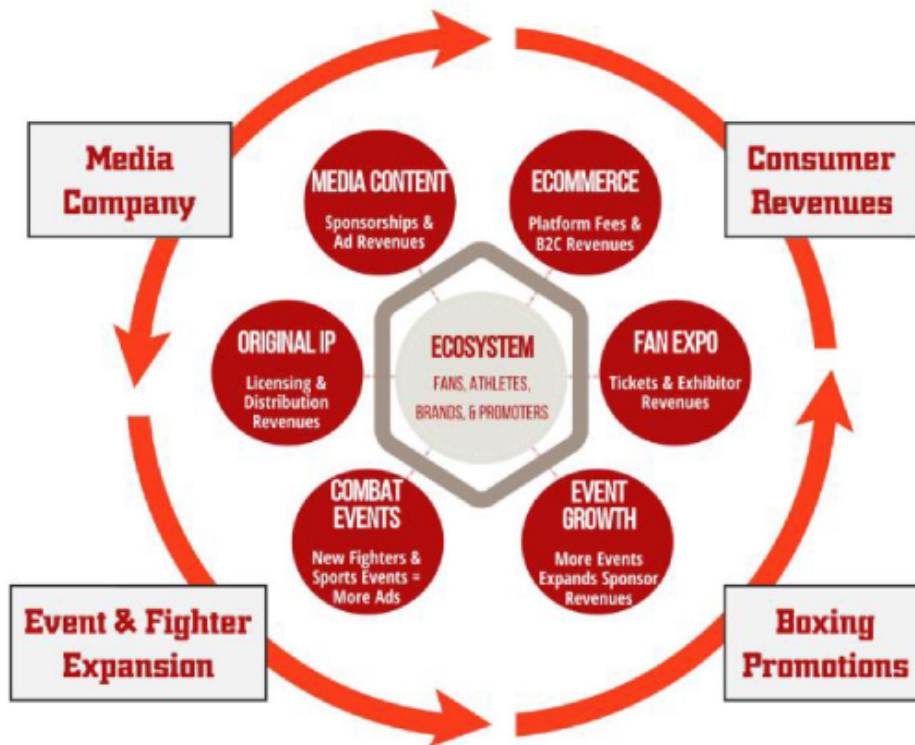 Media
Company
Consumer
Revenues
MEDIA CONTENT
Sponsorships &
Ad Revenues
ECOMMERCE
Platform Fees &
B2C Revenues
ORIGINAL IP
Licensing &
Distribution
Revenues
ECOSYSTEM
FANS, ATHLETES,
BRANDS, & PROMOTERS
FAN EXPO
Tickets & Exhibitor
Revenues
COMBAT
EVENTS
New Fighters &
Sports Events =
More Ads
EVENT
GROWTH
More Events
Expands Sponsor
Revenues
Event & Fighter
Expansion
Boxing
Promotions